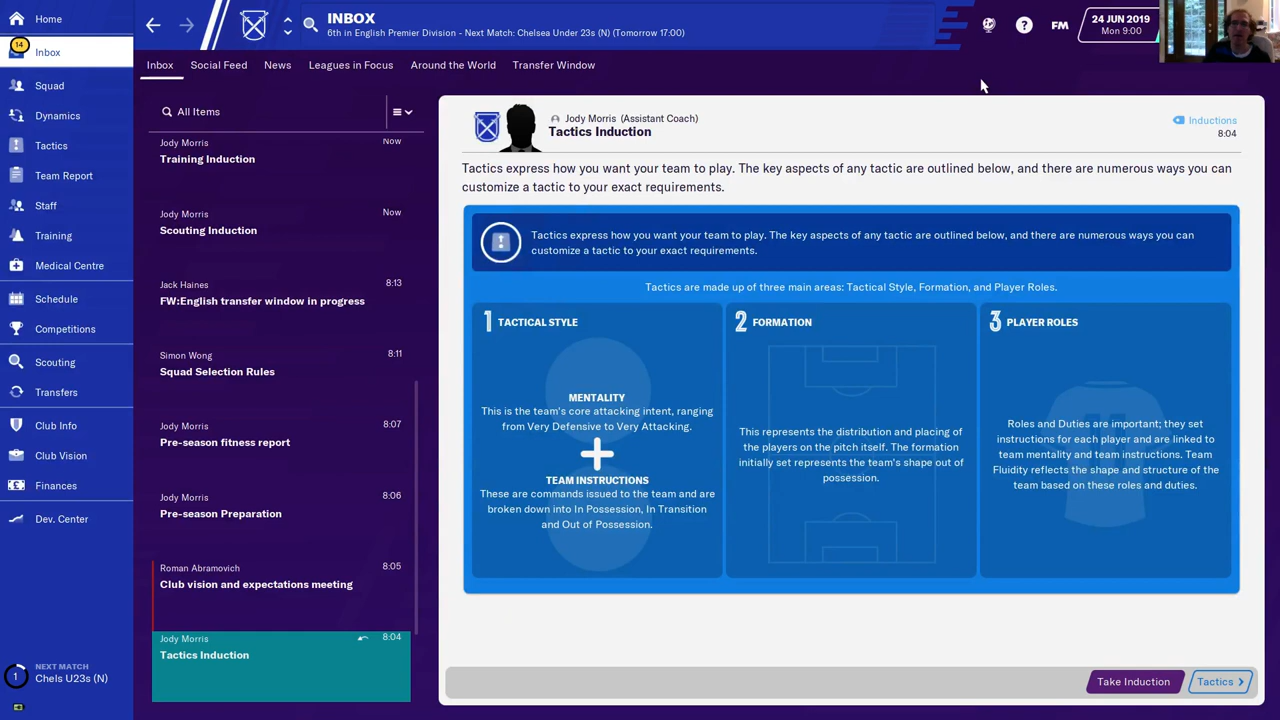 Home
INBOX
6th in English Premier Division - Next Match: Chelsea Under 23s (N) (Tomorrow 17:00)
FM
24 JUN 2019
Mon 9:00
14
Inbox
Squad
Dynamics
Tactics
Team Report
Staff
Training
Medical Centre
Schedule
Competitions
Scouting
Transfers
Club Info
Club Vision
Finances
Dev. Center
1
NEXT MATCH
Chels U23s (N)
Inbox Social Feed News Leagues in Focus Around the World Transfer Window
All Items
Jody Morris Now
Training Induction
Jody Morris Now
Scouting Induction
Jack Haines 8:13
FW:English transfer window in progress
Simon Wong 8:11
Squad Selection Rules
Jody Morris 8:07
Pre-season fitness report
Jody Morris 8:06
Pre-season Preparation
Roman Abramovich 8:05
Club vision and expectations meeting
Jody Morris 8:04
Tactics Induction
Jody Morris (Assistant Coach)
Tactics Induction
Inductions
8:04
Tactics express how you want your team to play. The key aspects of any tactic are outlined below, and there are numerous ways you can
customize a tactic to your exact requirements.
Tactics express how you want your team to play. The key aspects of any tactic are outlined below, and there are numerous ways you can
customize a tactic to your exact requirements.
Tactics are made up of three main areas: Tactical Style, Formation, and Player Roles.
1 TACTICAL STYLE
MENTALITY
This is the team's core attacking intent, ranging
from Very Defensive to Very Attacking.
TEAM INSTRUCTIONS
These are commands issued to the team and are
broken down into In Possession, In Transition
and Out of Possession.
2 FORMATION
This represents the distribution and placing of
the players on the pitch itself. The formation
initially set represents the team's shape out of
possession.
3 PLAYER ROLES
Roles and Duties are important; they set
instructions for each player and are linked to
team mentality and team instructions. Team
Fluidity reflects the shape and structure of the
team based on these roles and duties.
Take Induction
Tactics